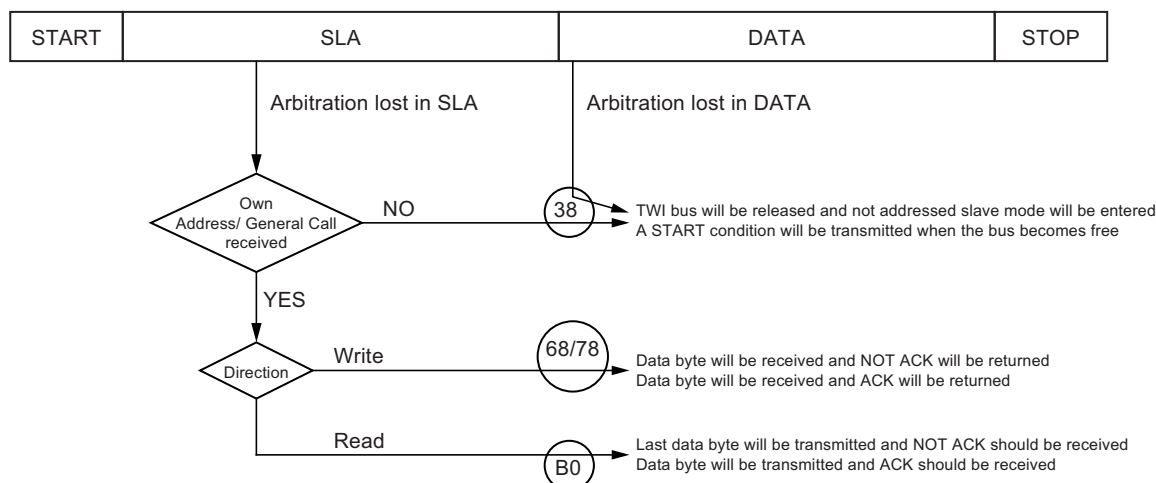 START SLA DATA STOP
Arbitration lost in SLA Arbitration lost in DATA
Own
Address/ General Call
received
NO
38
TWI bus will be released and not addressed slave mode will be entered
A START condition will be transmitted when the bus becomes free
YES
Direction
Write
68/78
Data byte will be received and NOT ACK will be returned
Data byte will be received and ACK will be returned
Read
B0
Last data byte will be transmitted and NOT ACK should be received
Data byte will be transmitted and ACK should be received